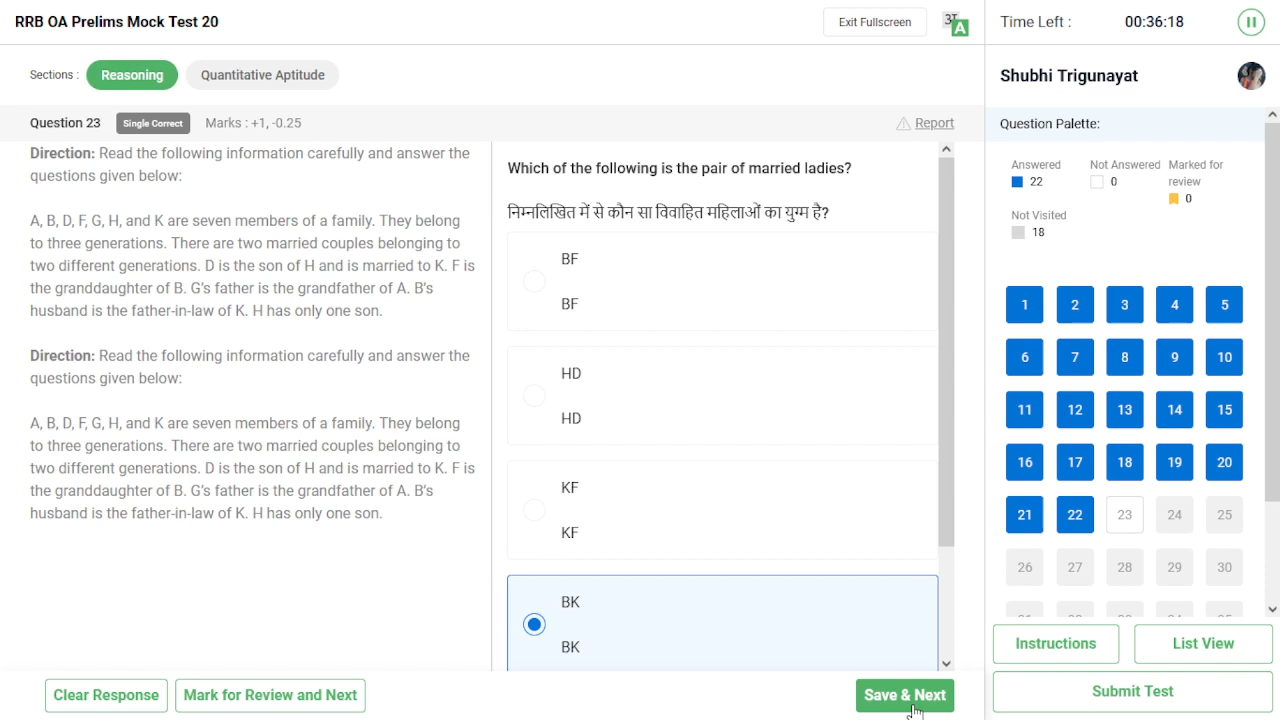 RRB OA Prelims Mock Test 20
Exit Fullscreen
A
Time Left :
00:36:18
Sections :
Reasoning
Quantitative Aptitude
Shubhi Trigunayat
Question 23
Single Correct
Marks : +1, -0.25
Report
Question Palette:
Direction: Read the following information carefully and answer the
questions given below:
A, B, D, F, G, H, and K are seven members of a family. They belong
to three generations. There are two married couples belonging to
two different generations. D is the son of H and is married to K. F is
the granddaughter of B. G's father is the grandfather of A. B's
husband is the father-in-law of K. H has only one son.
Direction: Read the following information carefully and answer the
questions given below:
A, B, D, F, G, H, and K are seven members of a family. They belong
to three generations. There are two married couples belonging to
two different generations. D is the son of H and is married to K. F is
the granddaughter of B. G's father is the grandfather of A. B's
husband is the father-in-law of K. H has only one son.
Which of the following is the pair of married ladies?
निम्नलिखित में से कौन सा विवाहित महिलाओं का युग्म है?
BF
BF
HD
HD
KF
KF
BK
BK
Answered
22
Not Answered
0
Marked for
review
0
Not Visited
18
1 2 3 4 5
6 7 8 9 10
11 12 13 14 15
16 17 18 19 20
21 22 23 24 25
26 27 28 29 30
Instructions
List View
Clear Response
Mark for Review and Next
Save & Next
Submit Test